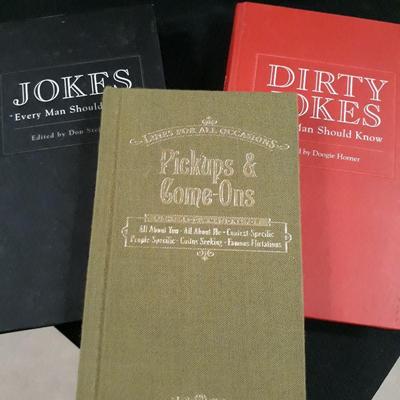 JOKES
Every Man Should
Edited by Don
DIRTY
JOKES
Man Should Know
by Doogie Horner
LINES FOR ALL OCCASIONS
Pickups &
Come-Ons
All About You • All About Me • Context-Specific
People-Specific • Carnal Seeking • Famous Flirtations